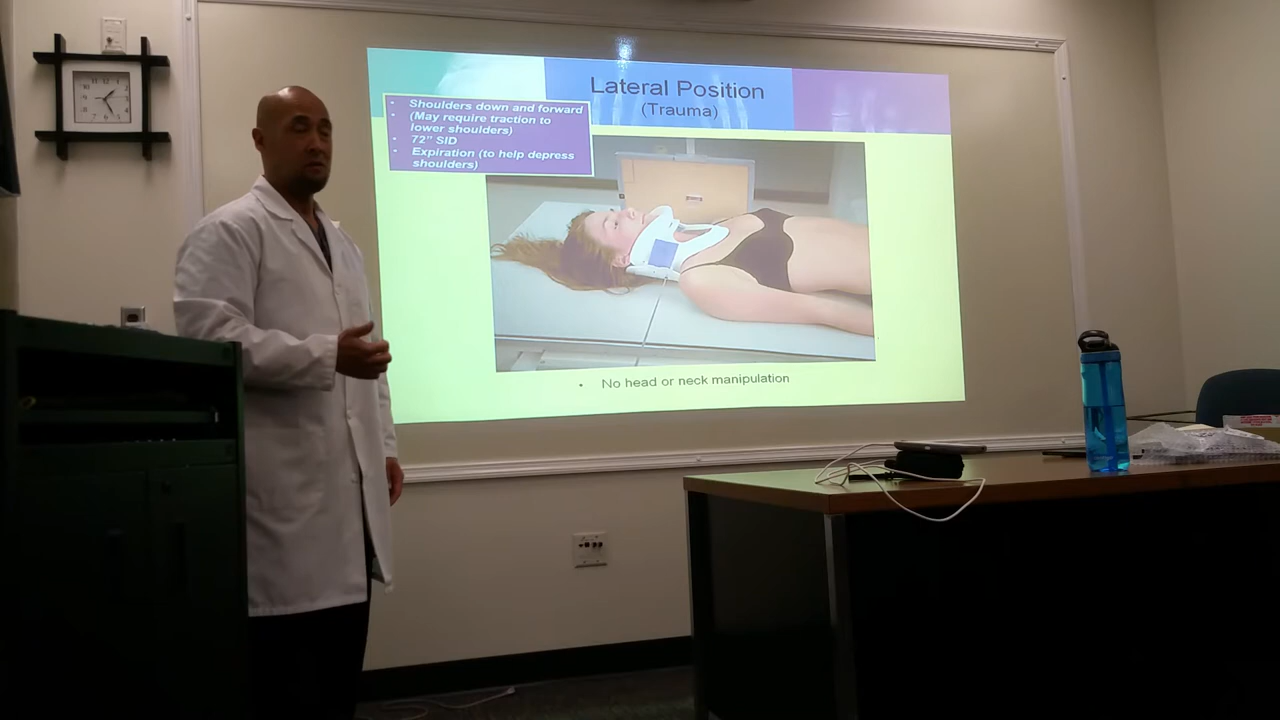 Lateral Position
(Trauma)
• Shoulders down and forward
• (May require traction to
lower shoulders)
• 72" SID
• Expiration (to help depress
shoulders)
• No head or neck manipulation